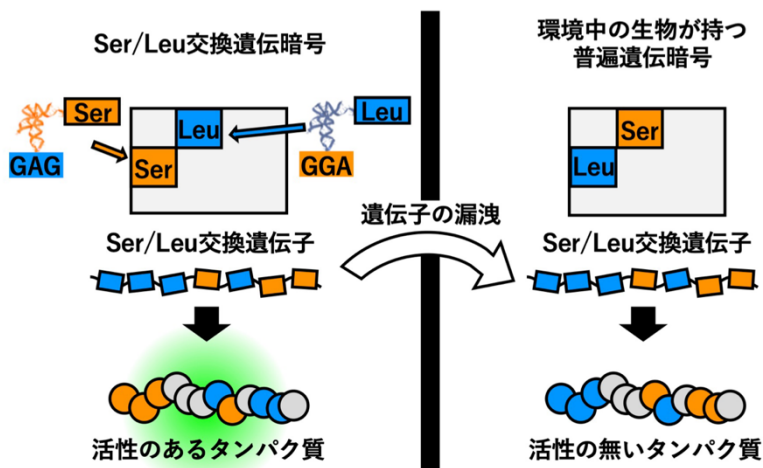 Ser/Leu交換遺伝暗号
Ser
Leu
GAG
GGA
Leu
Ser
Ser/Leu交換遺伝子
活性のあるタンパク質
遺伝子の漏洩
環境中の生物が持つ
普遍遺伝暗号
Ser
Leu
Ser/Leu交換遺伝子
活性の無いタンパク質